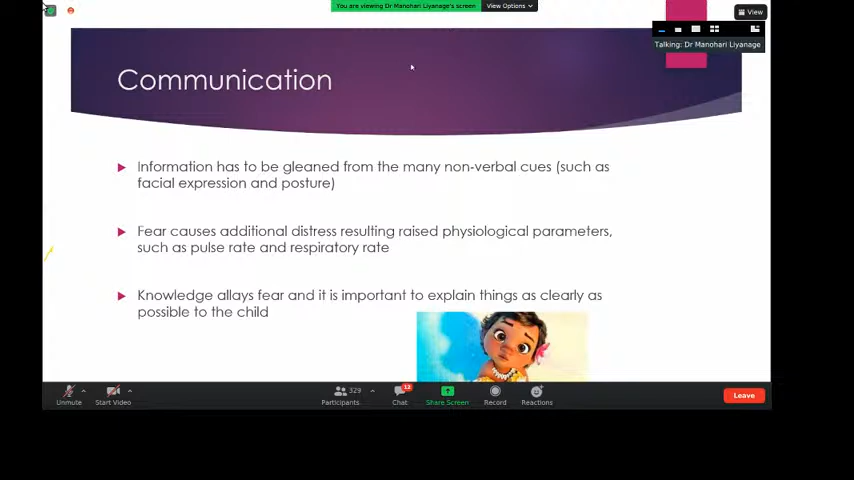 You are viewing Dr Manohari Liyanage's screen
View Options
View
Talking: Dr Manohari Liyanage
Communication
Information has to be gleaned from the many non-verbal cues (such as
facial expression and posture)
Fear causes additional distress resulting raised physiological parameters,
such as pulse rate and respiratory rate
Knowledge allays fear and it is important to explain things as clearly as
possible to the child
Unmute
Start Video
329
Participants
12
Chat
Share Screen
Record
Reactions
Leave